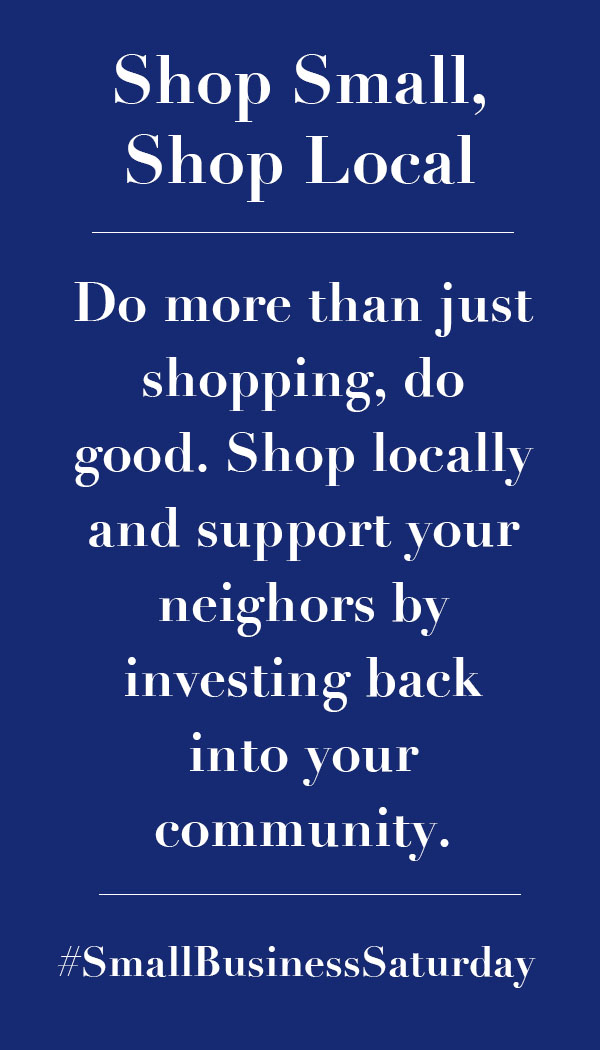 Shop Small,
Shop Local
Do more than just
shopping, do
good. Shop locally
and support your
neighors by
investing back
into your
community.
#SmallBusinessSaturday